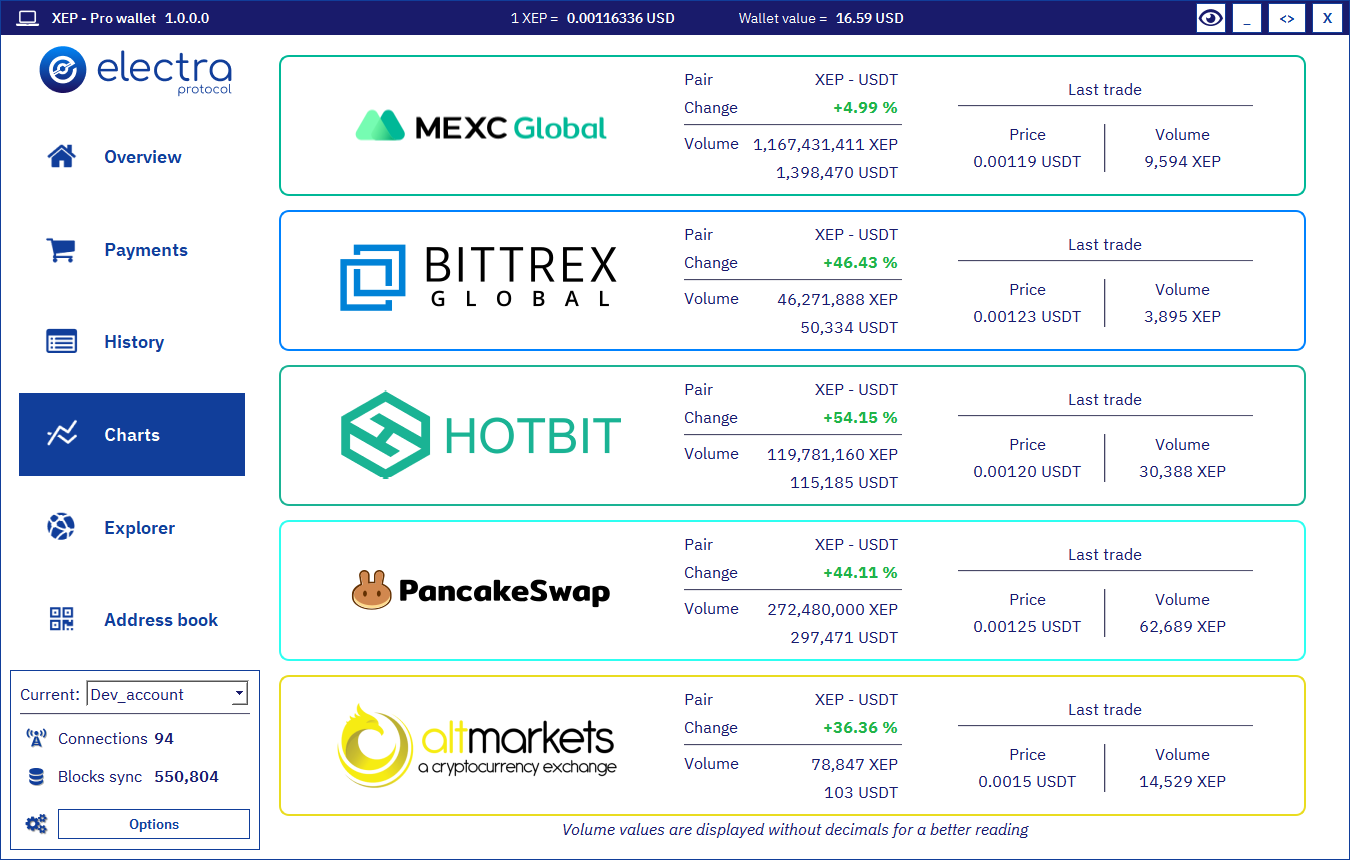 XEP - Pro wallet 1.0.0.0
1 XEP = 0.00116336 USD
Wallet value = 16.59 USD
_
<>
X
electra
protocol
Overview
Payments
History
Charts
Explorer
Address book
Current: Dev_account
Connections 94
Blocks sync 550,804
Options
MEXC Global
Pair XEP - USDT
Change +4.99 %
Volume 1,167,431,411 XEP
1,398,470 USDT
Last trade
Price Volume
0.00119 USDT 9,594 XEP
BITTREX
GLOBAL
Pair XEP - USDT
Change +46.43 %
Volume 46,271,888 XEP
50,334 USDT
Last trade
Price Volume
0.00123 USDT 3,895 XEP
HOTBIT
Pair XEP - USDT
Change +54.15 %
Volume 119,781,160 XEP
115,185 USDT
Last trade
Price Volume
0.00120 USDT 30,388 XEP
PancakeSwap
Pair XEP - USDT
Change +44.11 %
Volume 272,480,000 XEP
297,471 USDT
Last trade
Price Volume
0.00125 USDT 62,689 XEP
altmarkets
a cryptocurrency exchange
Pair XEP - USDT
Change +36.36 %
Volume 78,847 XEP
103 USDT
Last trade
Price Volume
0.0015 USDT 14,529 XEP
Volume values are displayed without decimals for a better reading